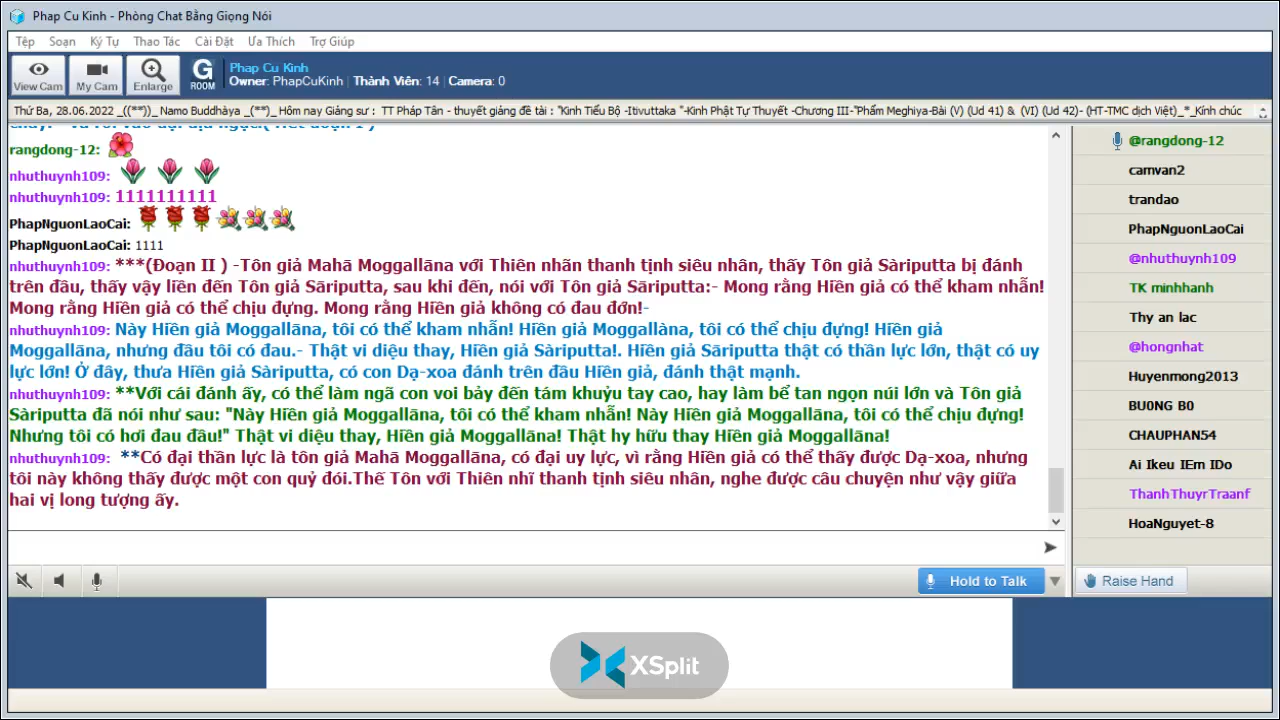 Phap Cu Kinh - Phòng Chat Bằng Giọng Nói
Tệp Soạn Ký Tự Thao Tác Cài Đặt Ưa Thích Trợ Giúp
View Cam My Cam Enlarge G ROOM
Phap Cu Kinh
Owner: PhapCuKinh | Thành Viên: 14 | Camera: 0
Thứ Ba, 28.06.2022 _((**))_ Namo Buddhàya _(**)_ Hôm nay Giảng sư : TT Pháp Tân - thuyết giảng đề tài : "Kinh Tiểu Bộ -Itivuttaka "-Kinh Phật Tự Thuyết -Chương III-"Phẩm Meghiya-Bài (V) (Ud 41) & (VI) (Ud 42)- (HT-TMC dịch Việt)_*_Kính chúc
rangdong-12:
nhuthuynh109:
nhuthuynh109: 1111111111
PhapNguonLaoCai:
PhapNguonLaoCai: 1111
nhuthuynh109: ***(Đoạn II ) -Tôn giả Mahā Moggallāna với Thiên nhãn thanh tịnh siêu nhân, thấy Tôn giả Sàriputta bị đánh
trên đầu, thấy vậy liền đến Tôn giả Sāriputta, sau khi đến, nói với Tôn giả Sāriputta:- Mong rằng Hiền giả có thể kham nhẫn!
Mong rằng Hiền giả có thể chịu đựng. Mong rằng Hiền giả không có đau đớn!-
nhuthuynh109: Này Hiền giả Moggallāna, tôi có thể kham nhẫn! Hiền giả Moggallàna, tôi có thể chịu đựng! Hiền giả
Moggallāna, nhưng đầu tôi có đau.- Thật vi diệu thay, Hiền giả Sàriputta!. Hiền giả Sāriputta thật có thần lực lớn, thật có uy
lực lớn! Ở đây, thưa Hiền giả Sàriputta, có con Dạ-xoa đánh trên đầu Hiền giả, đánh thật mạnh.
nhuthuynh109: **Với cái đánh ấy, có thể làm ngã con voi bảy đến tám khuỷu tay cao, hay làm bể tan ngọn núi lớn và Tôn giả
Sàriputta đã nói như sau: "Này Hiền giả Moggallāna, tôi có thể kham nhẫn! Này Hiền giả Moggallāna, tôi có thể chịu đựng!
Nhưng tôi có hơi đau đầu!" Thật vi diệu thay, Hiền giả Moggallāna! Thật hy hữu thay Hiền giả Moggallāna!
nhuthuynh109: **Có đại thần lực là tôn giả Mahā Moggallāna, có đại uy lực, vì rằng Hiền giả có thể thấy được Dạ-xoa, nhưng
tôi này không thấy được một con quỷ đói.Thế Tôn với Thiên nhĩ thanh tịnh siêu nhân, nghe được câu chuyện như vậy giữa
hai vị long tượng ấy.
@rangdong-12
camvan2
trandao
PhapNguonLaoCai
@nhuthuynh109
TK minhhanh
Thy an lac
@hongnhat
Huyenmong2013
BU0NG B0
CHAUPHAN54
Ai Ikeu IEm IDo
ThanhThuyrTraanf
HoaNguyet-8
Hold to Talk
Raise Hand
XSplit